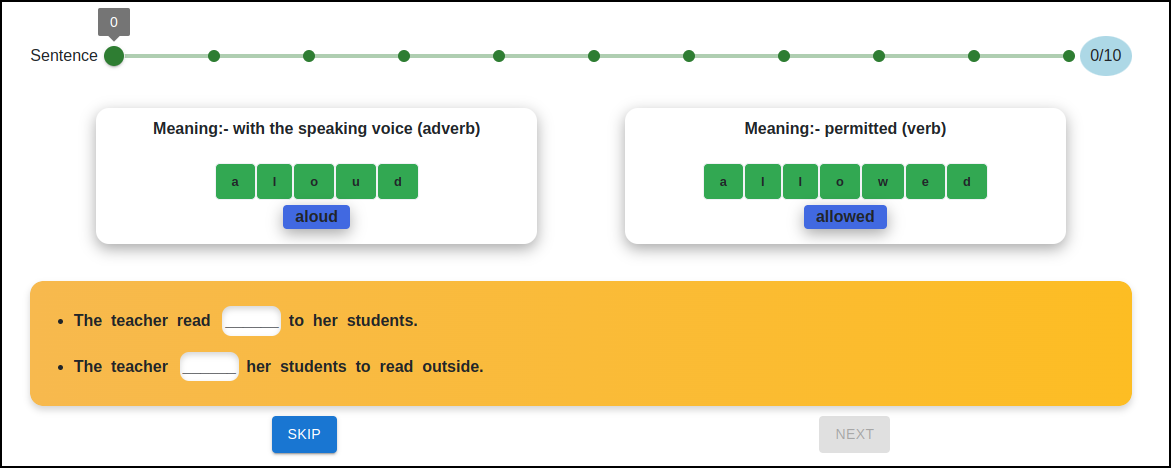 0
Sentence 0/10
Meaning:- with the speaking voice (adverb)
a l o u d
aloud
Meaning:- permitted (verb)
a l l o w e d
allowed
• The teacher read ______ to her students.
• The teacher ______ her students to read outside.
SKIP NEXT